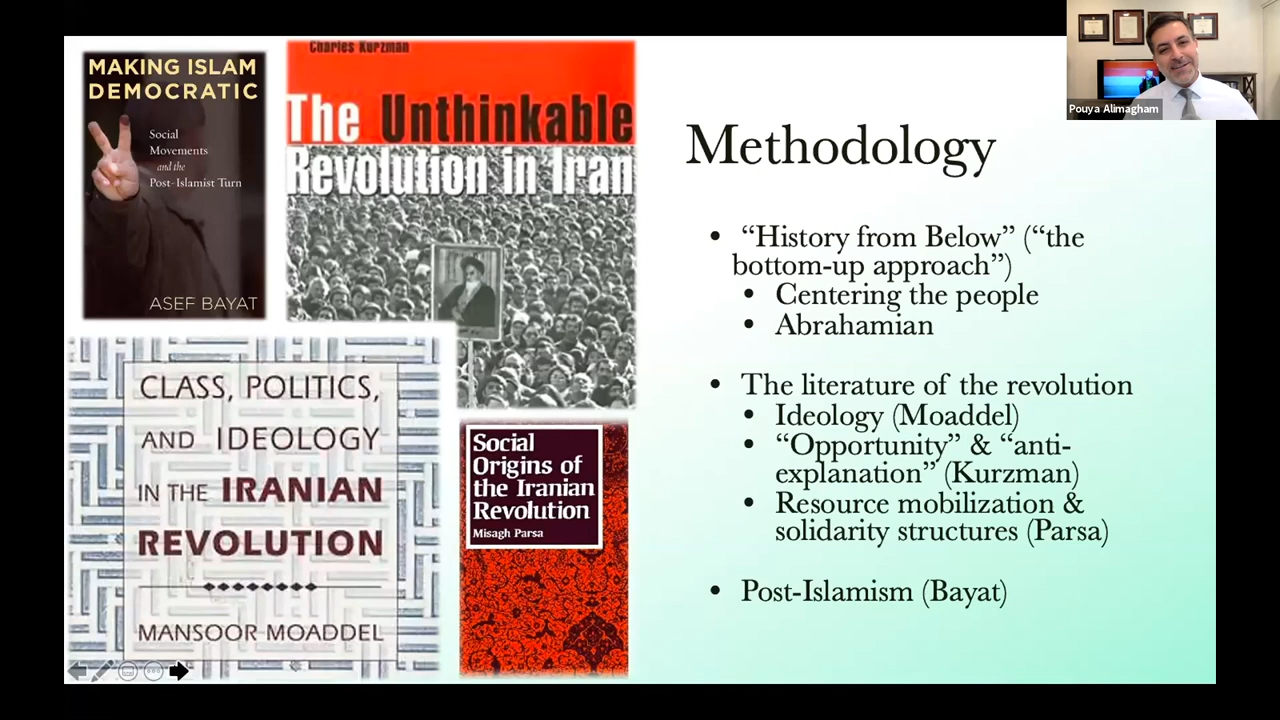 MAKING ISLAM
DEMOCRATIC
Social
Movements
and the
Post-Islamist Turn
ASEF BAYAT
Charles Kurzman
The Unthinkable
Revolution in Iran
CLASS, POLITICS,
AND IDEOLOGY
IN THE IRANIAN
REVOLUTION
MANSOOR MOADDEL
Social
Origins of
the Iranian
Revolution
Misagh Parsa
Pouya Alimagham
Methodology
• “History from Below” (“the
bottom-up approach”)
• Centering the people
• Abrahamian
• The literature of the revolution
• Ideology (Moaddel)
• “Opportunity” & “anti-
explanation” (Kurzman)
• Resource mobilization &
solidarity structures (Parsa)
• Post-Islamism (Bayat)